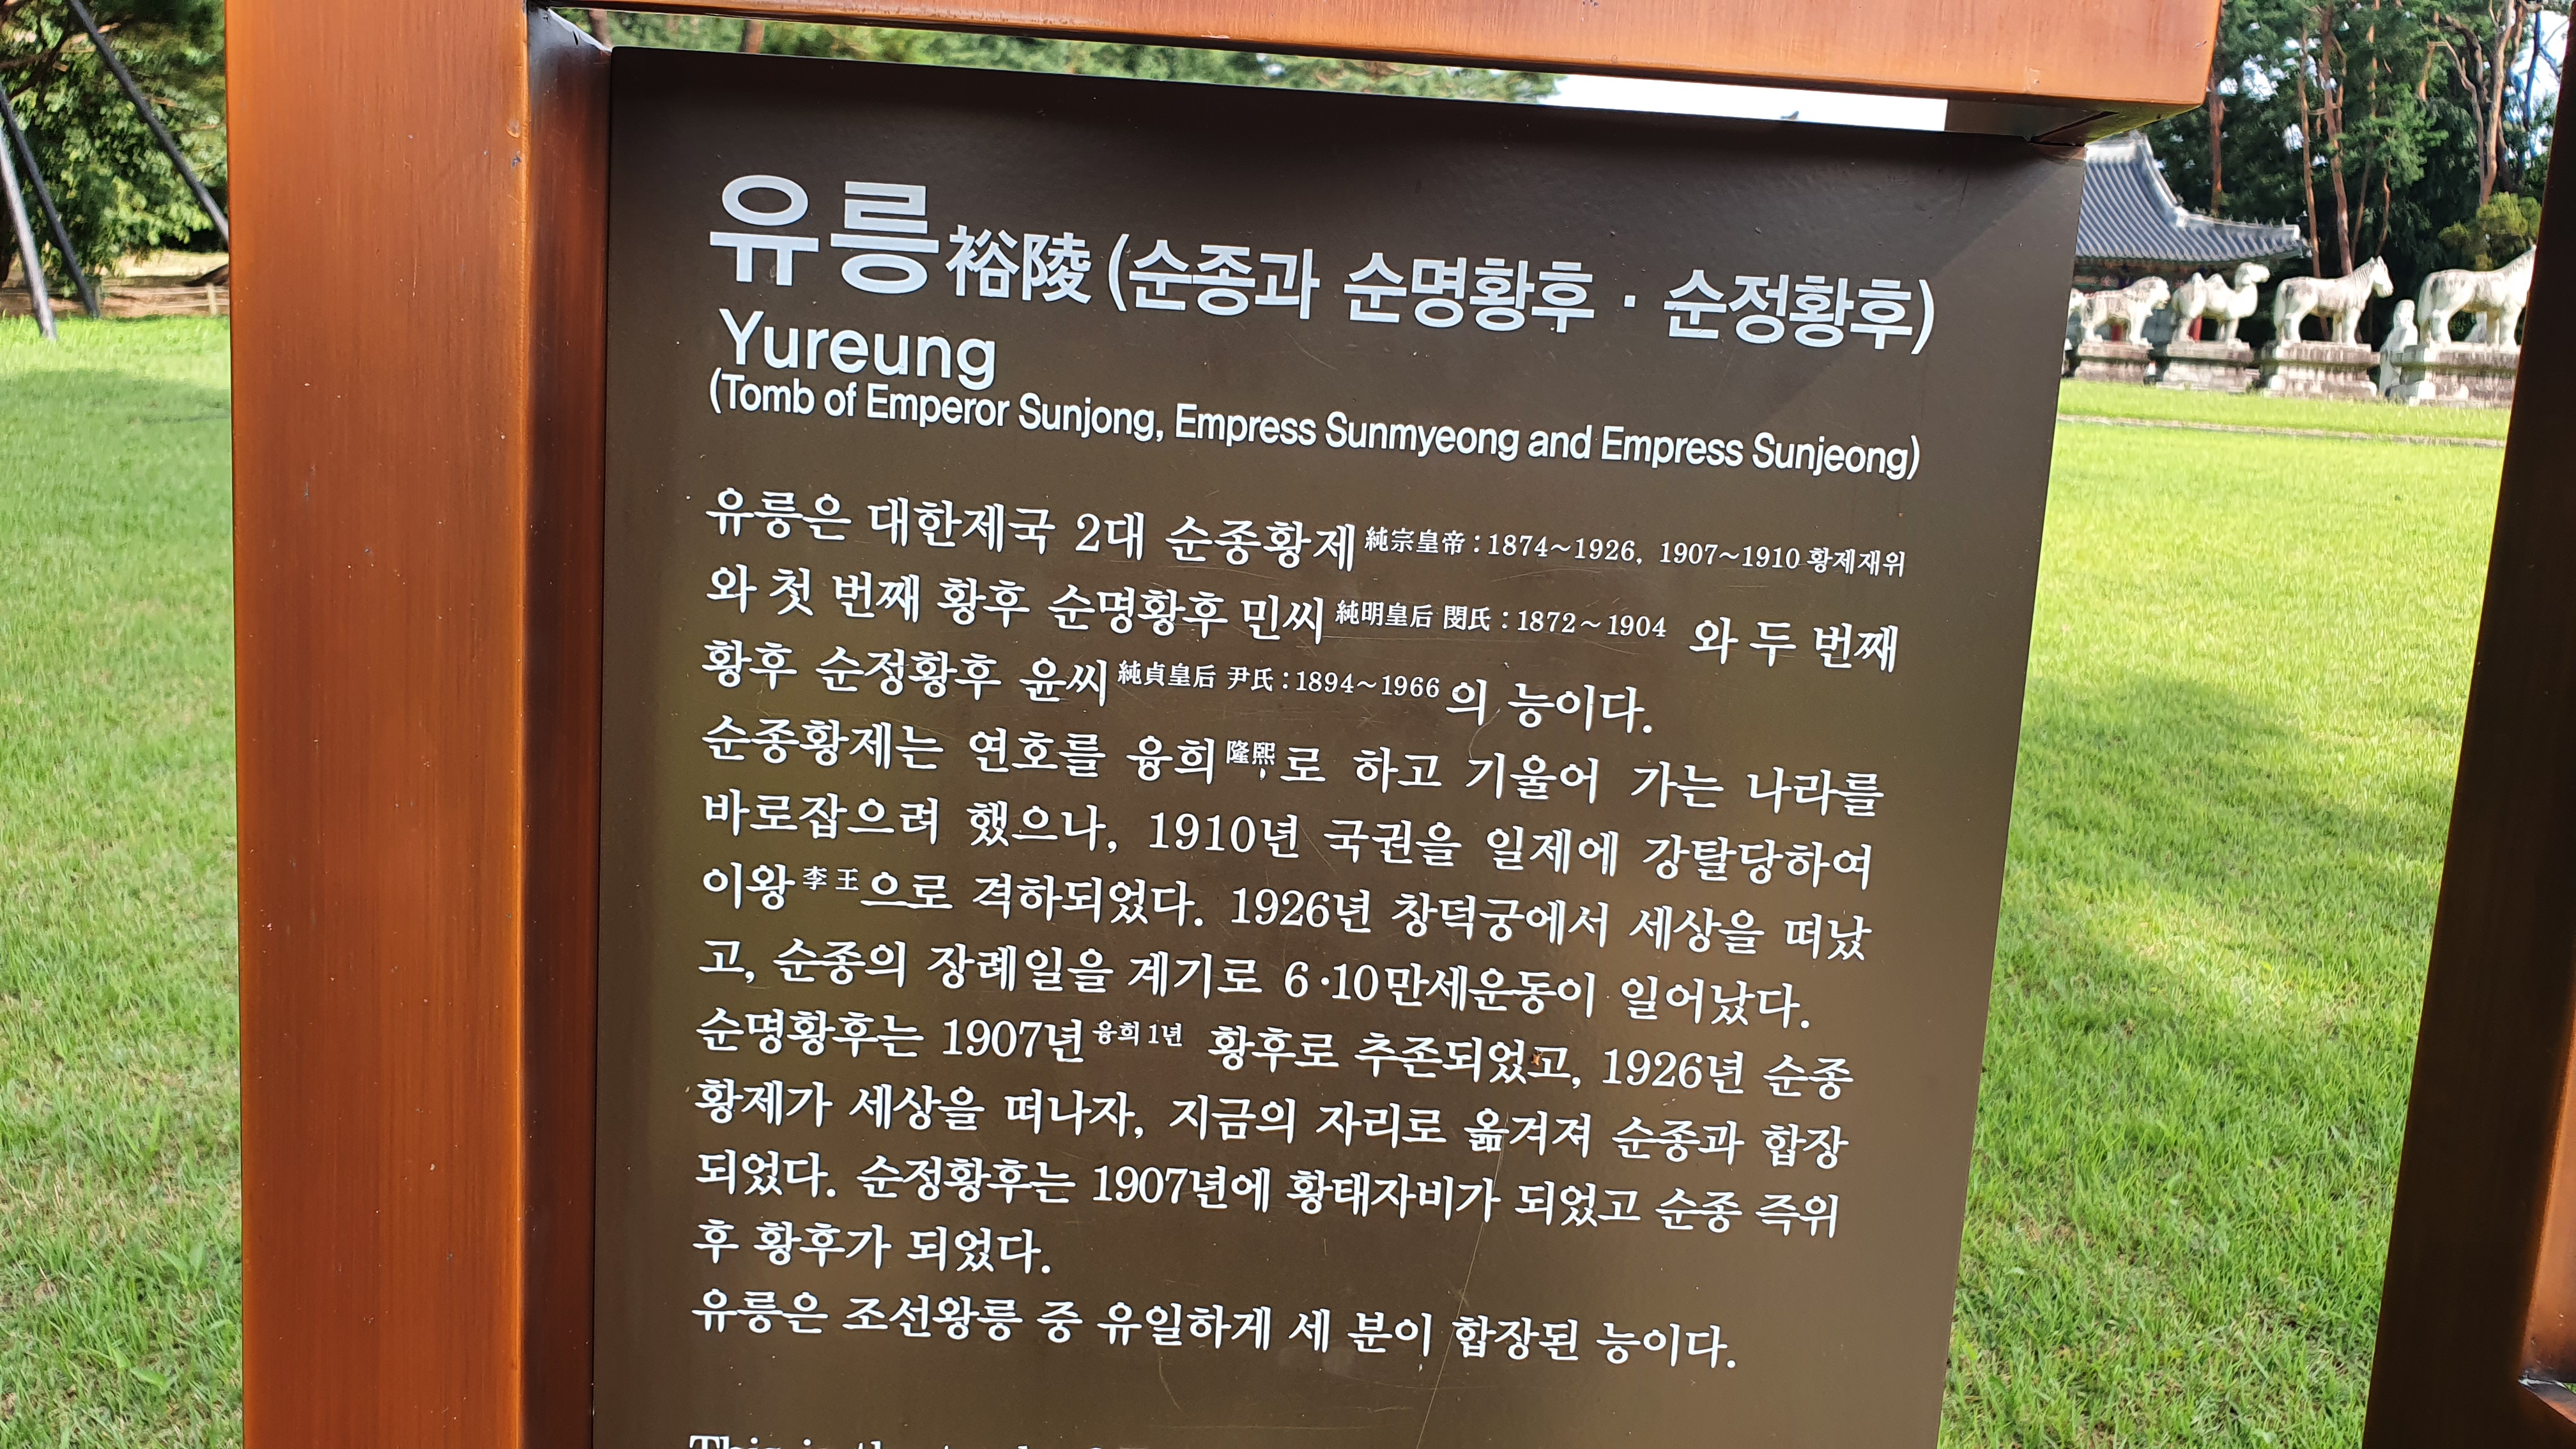 유릉裕陵(순종과 순명황후 · 순정황후)
Yureung
(Tomb of Emperor Sunjong, Empress Sunmyeong and Empress Sunjeong)
유릉은 대한제국 2대 순종황제純宗皇帝:1874~1926, 1907~1910 황제재위
와 첫 번째 황후 순명황후 민씨純明皇后 閔氏:1872~1904 와 두 번째
황후 순정황후 윤씨純貞皇后 尹氏:1894~1966의 능이다.
순종황제는 연호를 융희隆熙로 하고 기울어 가는 나라를
바로잡으려 했으나, 1910년 국권을 일제에 강탈당하여
이왕李王으로 격하되었다. 1926년 창덕궁에서 세상을 떠났
고, 순종의 장례일을 계기로 6·10만세운동이 일어났다.
순명황후는 1907년융희 1년 황후로 추존되었고, 1926년 순종
황제가 세상을 떠나자, 지금의 자리로 옮겨져 순종과 합장
되었다. 순정황후는 1907년에 황태자비가 되었고 순종 즉위
후 황후가 되었다.
유릉은 조선왕릉 중 유일하게 세 분이 합장된 능이다.
This is the